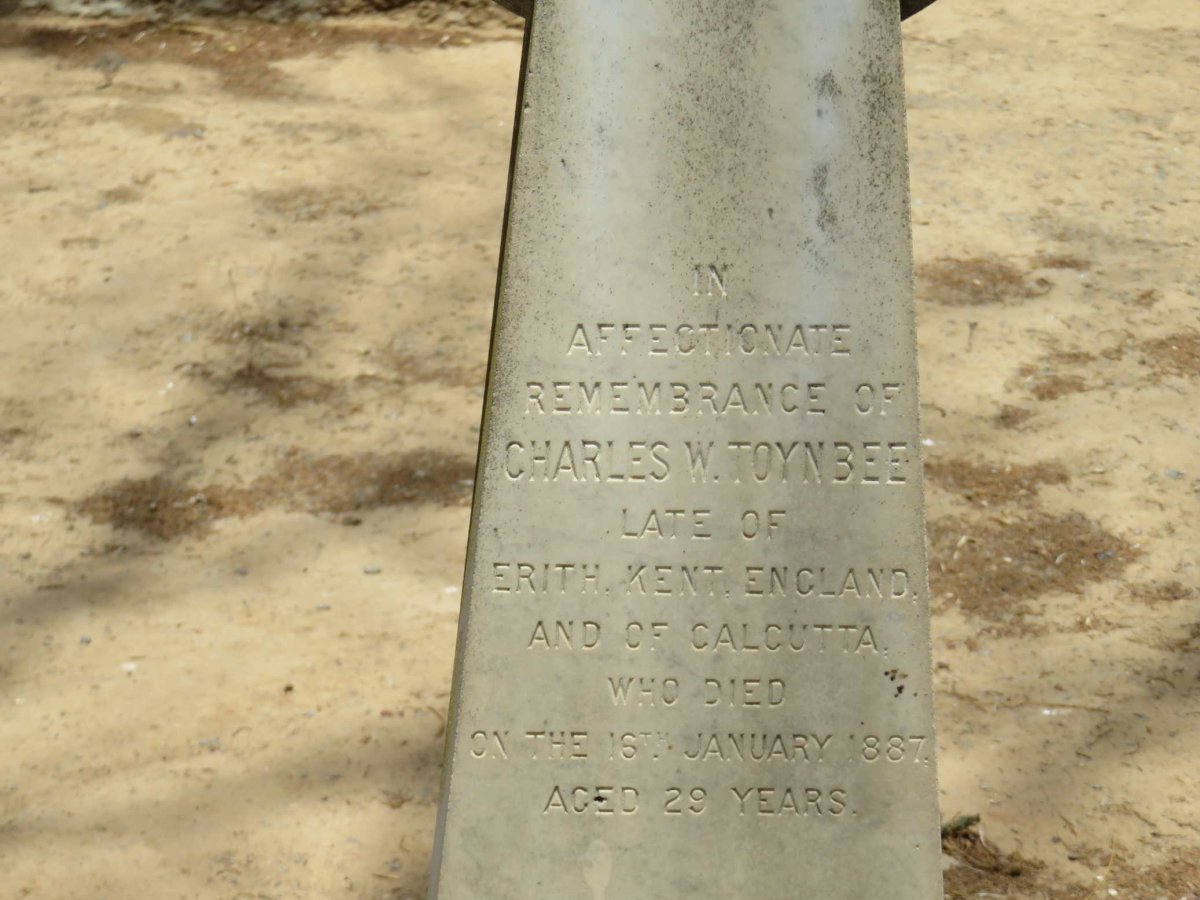 IN
AFFECTIONATE
REMEMBRANCE OF
CHARLES W. TOYNBEE
LATE OF
ERITH, KENT, ENGLAND,
AND OF CALCUTTA,
WHO DIED
ON THE 16TH JANUARY 1887,
AGED 29 YEARS.